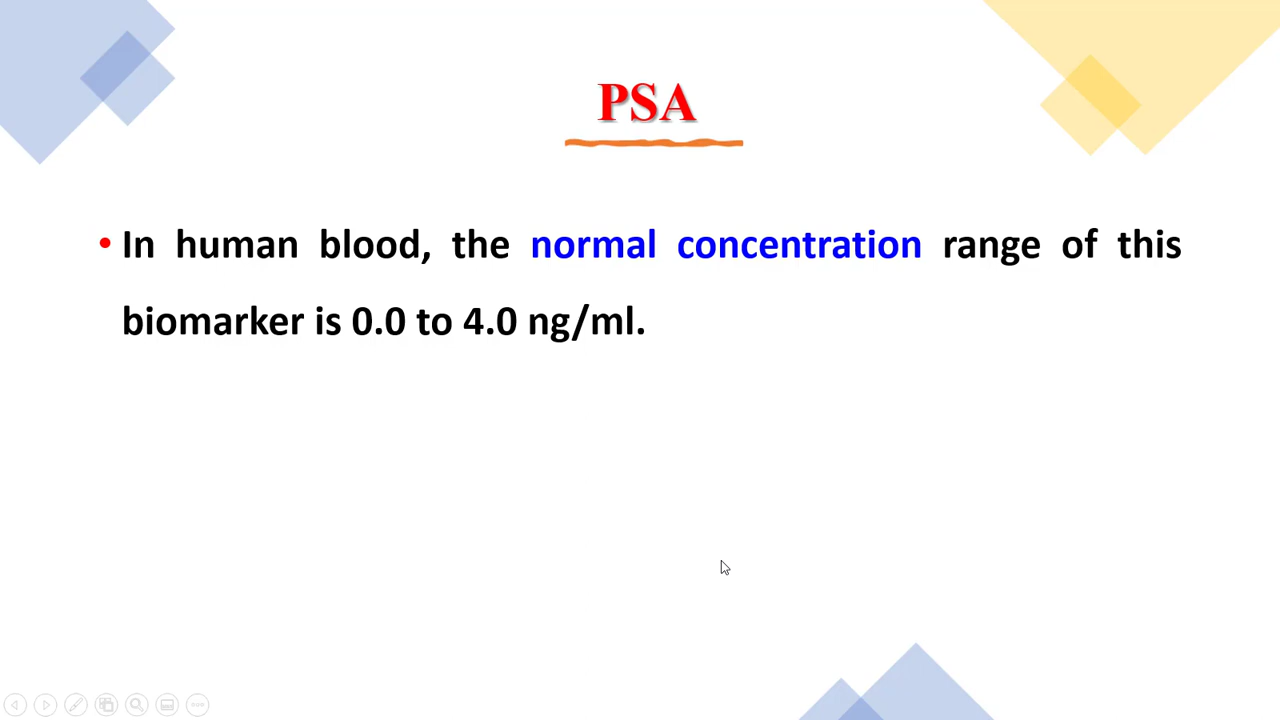 PSA
• In human blood, the normal concentration range of this
biomarker is 0.0 to 4.0 ng/ml.